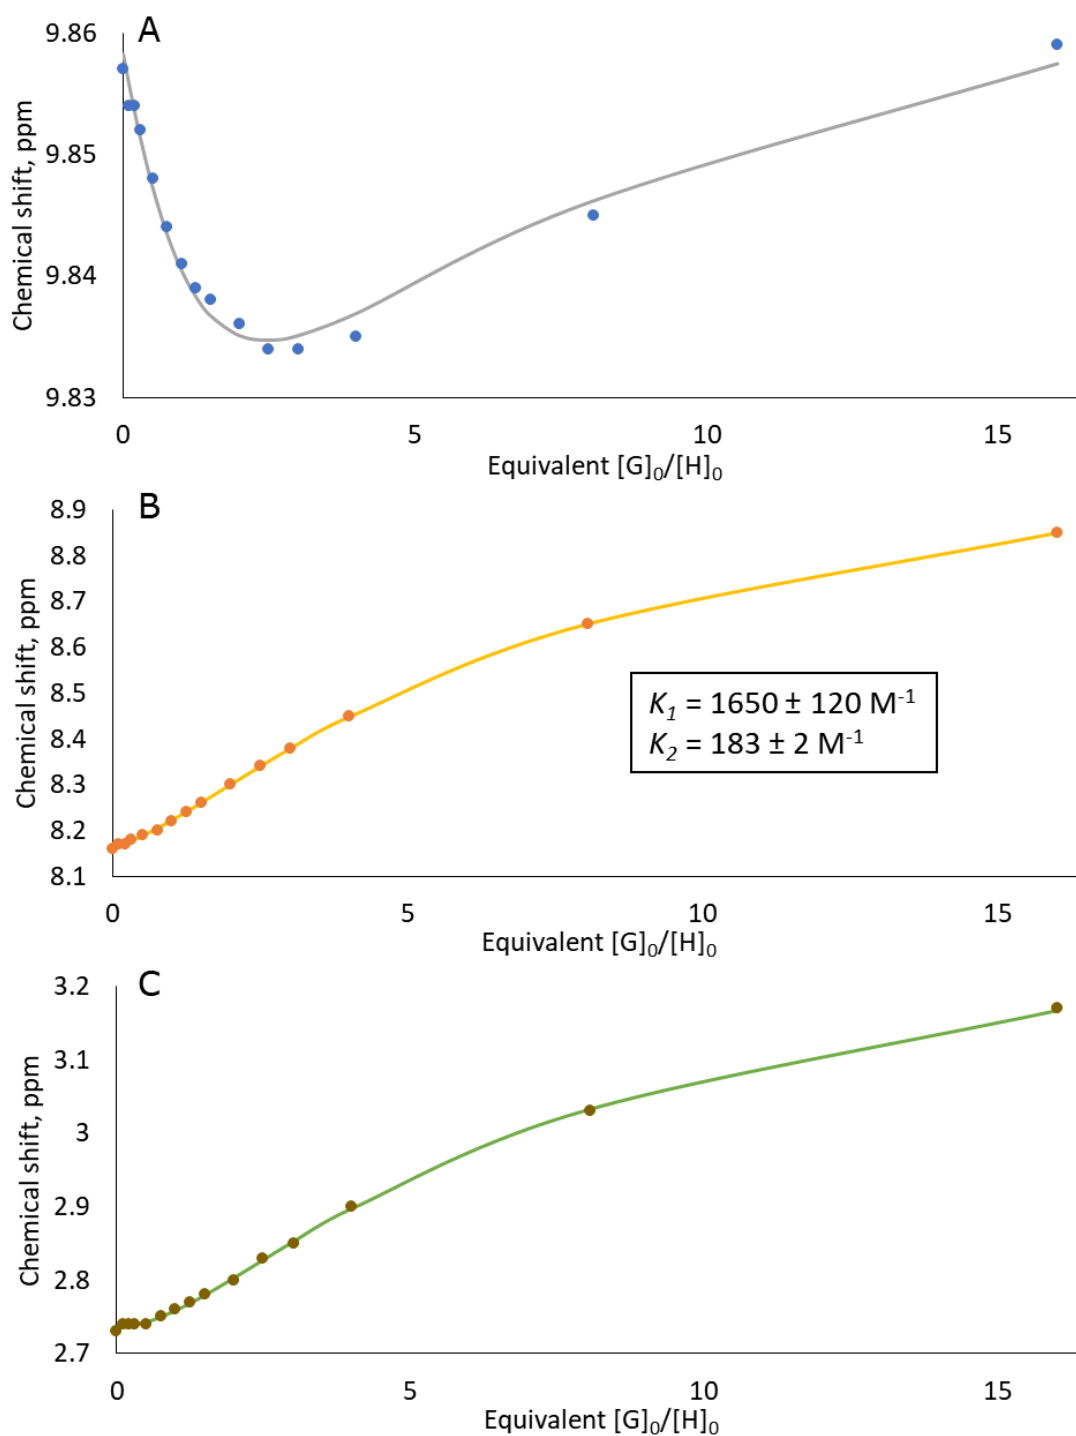 A
9.86
9.85
9.84
9.83
Chemical shift, ppm
0 5 10 15
Equivalent [G]₀/[H]₀
B
8.9
8.8
8.7
8.6
8.5
8.4
8.3
8.2
8.1
Chemical shift, ppm
K₁ = 1650 ± 120 M⁻¹
K₂ = 183 ± 2 M⁻¹
0 5 10 15
Equivalent [G]₀/[H]₀
C
3.2
3.1
3
2.9
2.8
2.7
Chemical shift, ppm
0 5 10 15
Equivalent [G]₀/[H]₀